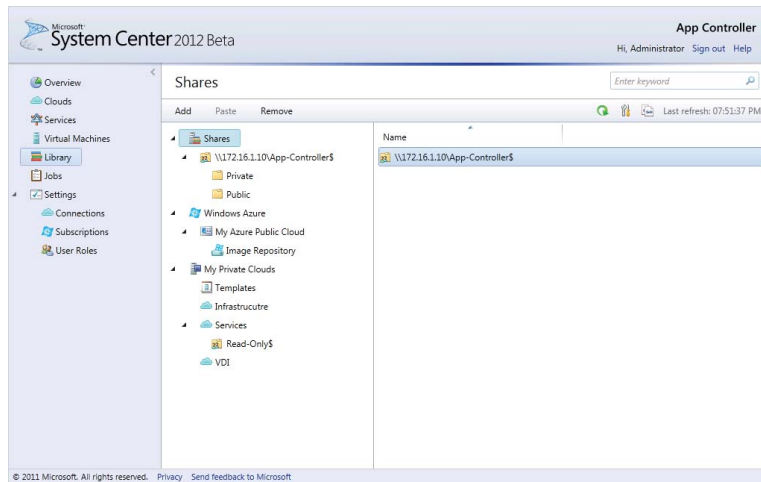 Microsoft
System Center 2012 Beta
App Controller
Hi, Administrator Sign out Help
Overview
Clouds
Services
Virtual Machines
Library
Jobs
Settings
Connections
Subscriptions
User Roles
Shares
Enter keyword
Add Paste Remove
Last refresh: 07:51:37 PM
Shares
\\172.16.1.10\App-Controller$
Private
Public
Windows Azure
My Azure Public Cloud
Image Repository
My Private Clouds
Templates
Infrastrucutre
Services
Read-Only$
VDI
Name
\\172.16.1.10\App-Controller$
© 2011 Microsoft. All rights reserved. Privacy Send feedback to Microsoft